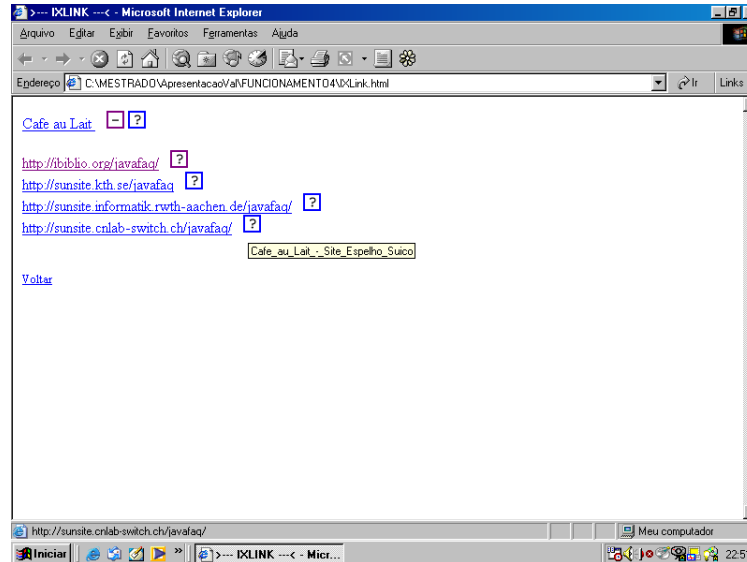 >--- IXLINK ---< - Microsoft Internet Explorer
Arquivo Editar Exibir Favoritos Ferramentas Ajuda
Endereço C:\MESTRADO\ApresentacaoVal\FUNCIONAMENTO4\IXLink.html Ir Links
Cafe au Lait - ?
http://ibiblio.org/javafaq/ ?
http://sunsite.kth.se/javafaq ?
http://sunsite.informatik.rwth-aachen.de/javafaq/ ?
http://sunsite.cnlab-switch.ch/javafaq/ ?
Cafe_au_Lait_-_Site_Espelho_Suico
Voltar
http://sunsite.cnlab-switch.ch/javafaq/ Meu computador
Iniciar » >--- IXLINK ---< - Micr...